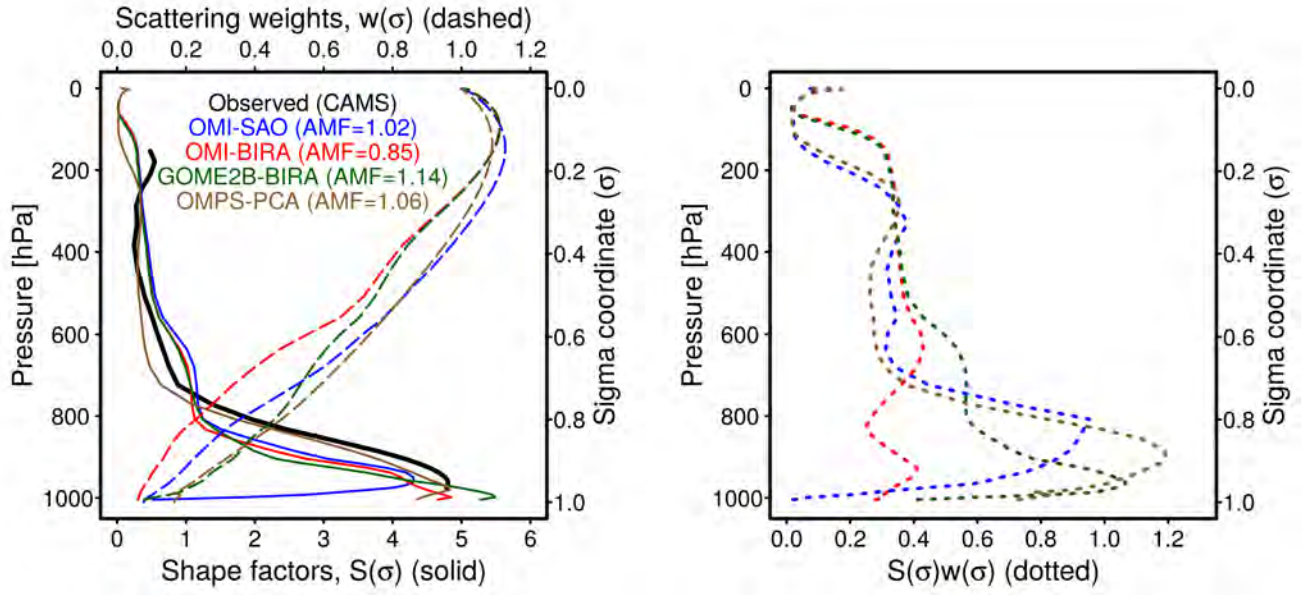 Scattering weights, w(σ) (dashed)
0.0 0.2 0.4 0.6 0.8 1.0 1.2
0
200
400
600
800
1000
Pressure [hPa]
Observed (CAMS)
OMI-SAO (AMF=1.02)
OMI-BIRA (AMF=0.85)
GOME2B-BIRA (AMF=1.14)
OMPS-PCA (AMF=1.06)
0.0
0.2
0.4
0.6
0.8
1.0
Sigma coordinate (σ)
0 1 2 3 4 5 6
Shape factors, S(σ) (solid)
0
200
400
600
800
1000
Pressure [hPa]
0.0
0.2
0.4
0.6
0.8
1.0
Sigma coordinate (σ)
0.0 0.2 0.4 0.6 0.8 1.0 1.2
S(σ)w(σ) (dotted)